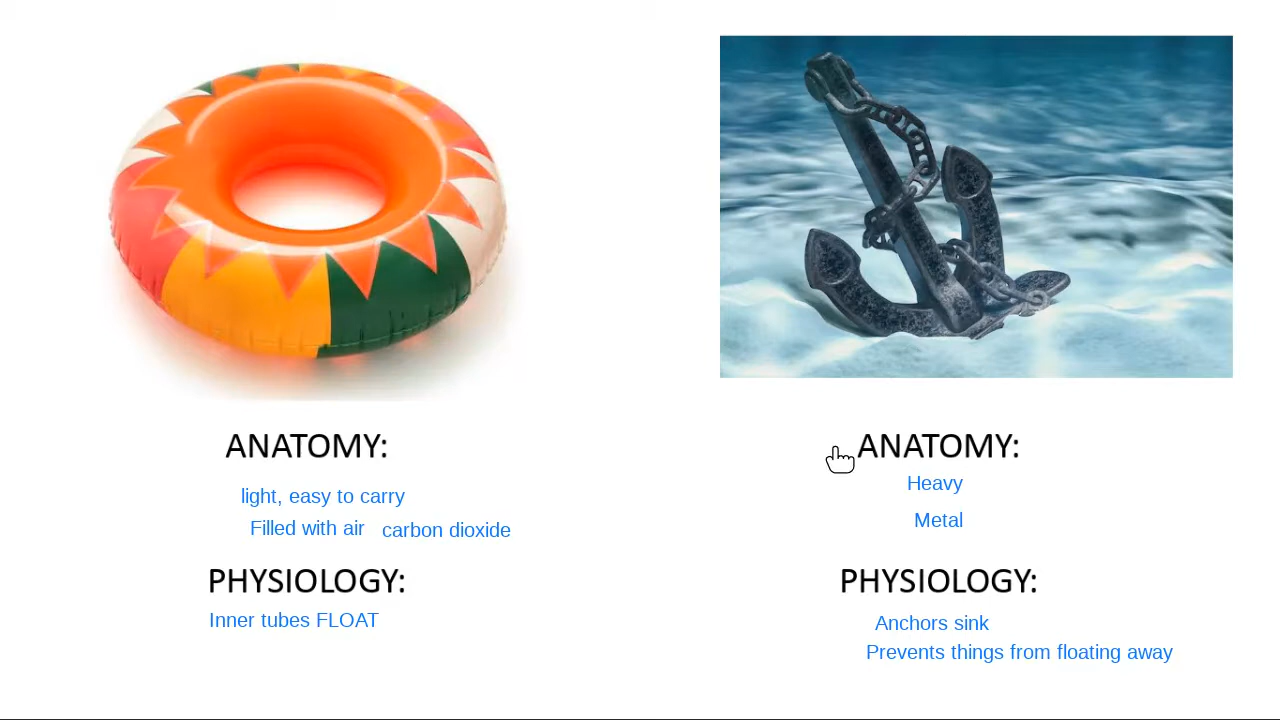 ANATOMY:
light, easy to carry
Filled with air carbon dioxide
PHYSIOLOGY:
Inner tubes FLOAT
ANATOMY:
Heavy
Metal
PHYSIOLOGY:
Anchors sink
Prevents things from floating away